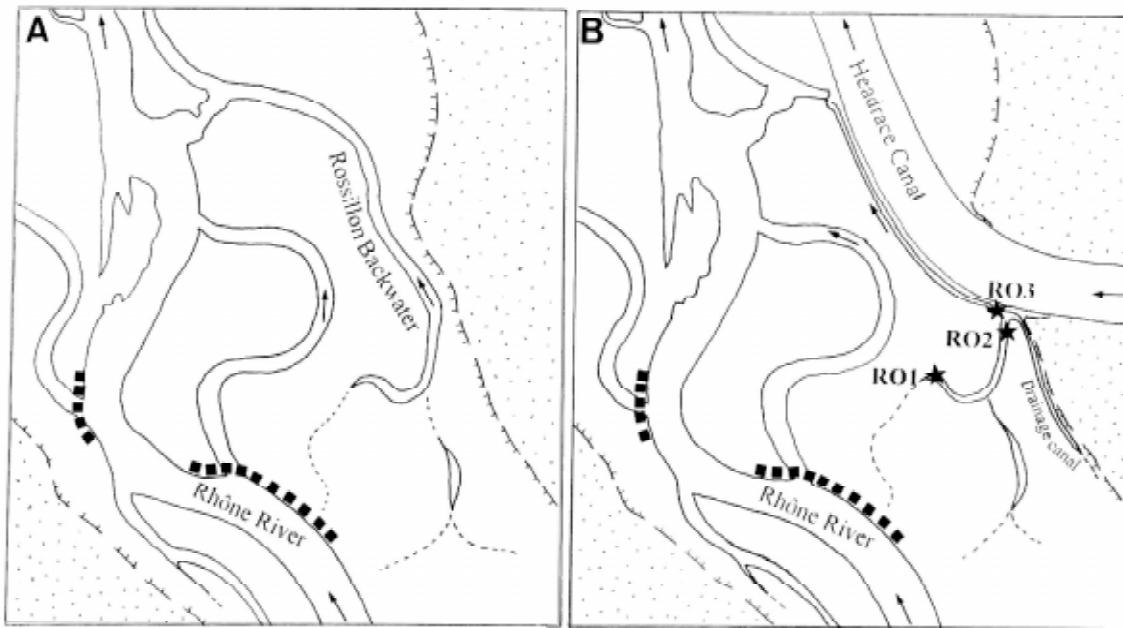 A
Rossillon Backwater
Rhône River
B
Headrace Canal
RO3
RO2
RO1
Drainage canal
Rhône River